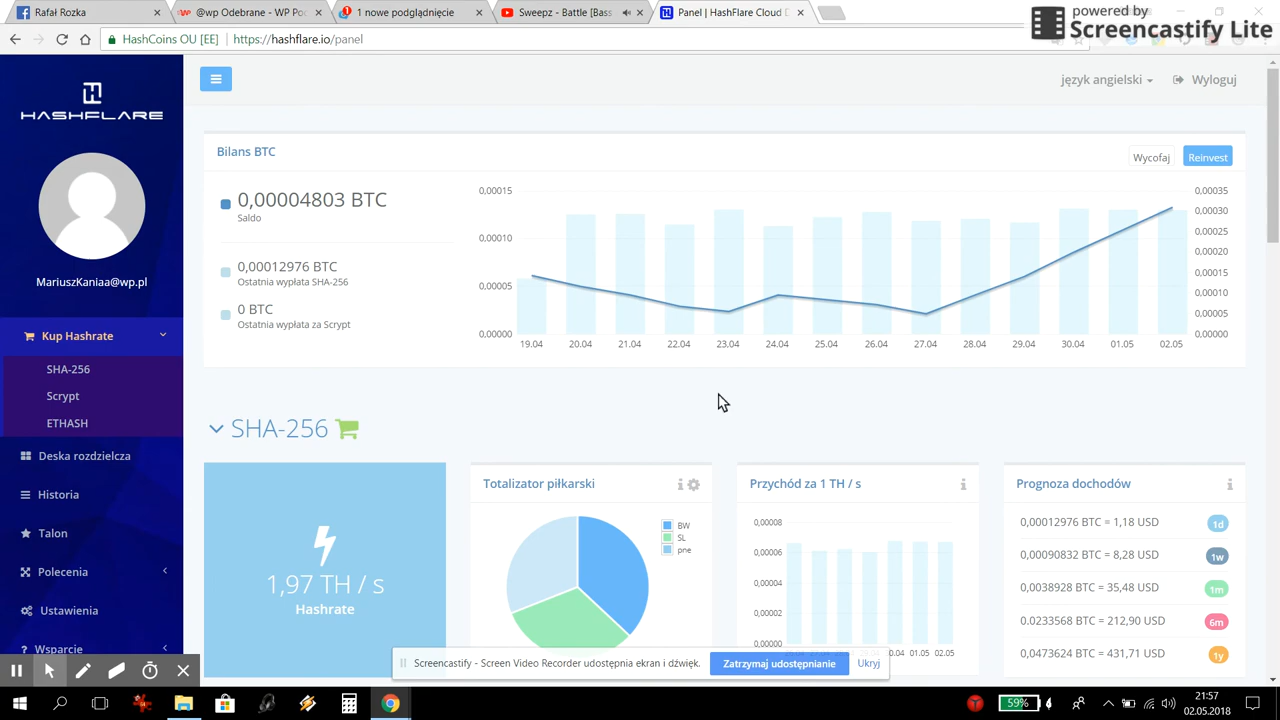 powered by
Screencastify Lite
Rafał Rozka
@wp Odebrane - WP Poc
1 nowe podglądnięcie
Sweepz - Battle [Bass
Panel | HashFlare Cloud D
HashCoins OU [EE]
https://hashflare.io/panel
HASHFLARE
MariuszKaniaa@wp.pl
Kup Hashrate
SHA-256
Scrypt
ETHASH
Deska rozdzielcza
Historia
Talon
Polecenia
Ustawienia
Wsparcie
język angielski
Wyloguj
Bilans BTC
Wycofaj
Reinvest
0,00004803 BTC
Saldo
0,00012976 BTC
Ostatnia wypłata SHA-256
0 BTC
Ostatnia wypłata za Scrypt
0,00015
0,00010
0,00005
0,00000
0,00035
0,00030
0,00025
0,00020
0,00015
0,00010
0,00005
0,00000
19.04 20.04 21.04 22.04 23.04 24.04 25.04 26.04 27.04 28.04 29.04 30.04 01.05 02.05
SHA-256
1,97 TH / s
Hashrate
Totalizator piłkarski
BW
SL
pne
Przychód za 1 TH / s
0,00008
0,00006
0,00004
0,00002
0,00000
01.05 02.05
Prognoza dochodów
0,00012976 BTC = 1,18 USD 1d
0,00090832 BTC = 8,28 USD 1w
0,0038928 BTC = 35,48 USD 1m
0.0233568 BTC = 212,90 USD 6m
0,0473624 BTC = 431,71 USD 1y
Screencastify - Screen Video Recorder udostępnia ekran i dźwięk.
Zatrzymaj udostępnianie
Ukryj
59%
21:57
02.05.2018